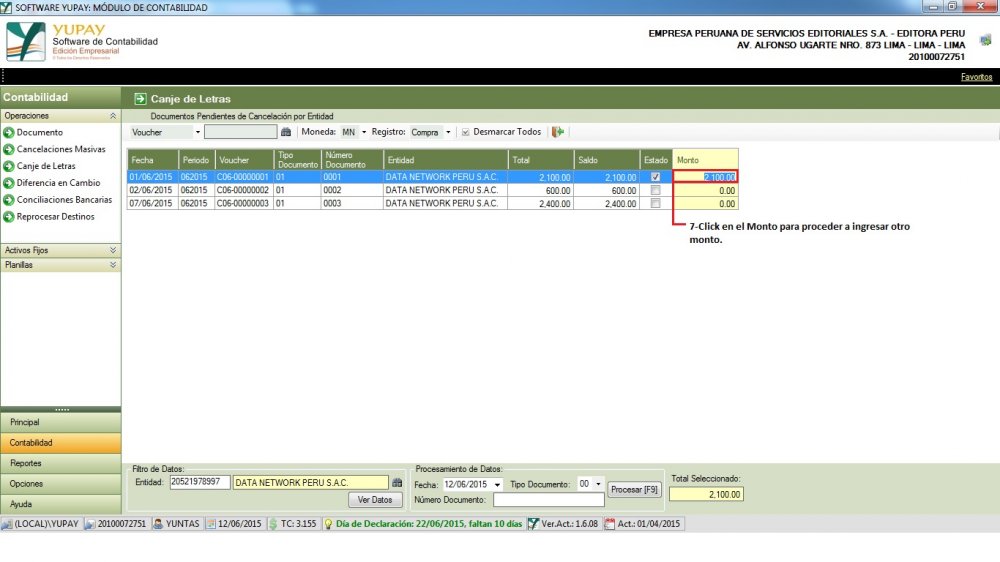 SOFTWARE YUPAY: MÓDULO DE CONTABILIDAD
YUPAY
Software de Contabilidad
Edición Empresarial
© Todos los Derechos Reservados
EMPRESA PERUANA DE SERVICIOS EDITORIALES S.A. - EDITORA PERU
AV. ALFONSO UGARTE NRO. 873 LIMA - LIMA - LIMA
20100072751
Favoritos
Contabilidad
Canje de Letras
Operaciones
Documentos Pendientes de Cancelación por Entidad
Documento
Cancelaciones Masivas
Canje de Letras
Diferencia en Cambio
Conciliaciones Bancarias
Reprocesar Destinos
Activos Fijos
Planillas
Voucher Moneda: MN Registro: Compra Desmarcar Todos
Fecha Periodo Voucher Tipo Documento Número Documento Entidad Total Saldo Estado Monto
01/06/2015 062015 C06-00000001 01 0001 DATA NETWORK PERU S.A.C. 2,100.00 2,100.00 2,100.00
02/06/2015 062015 C06-00000002 01 0002 DATA NETWORK PERU S.A.C. 600.00 600.00 0.00
07/06/2015 062015 C06-00000003 01 0003 DATA NETWORK PERU S.A.C. 2,400.00 2,400.00 0.00
7-Click en el Monto para proceder a ingresar otro
monto.
Principal
Contabilidad
Reportes
Opciones
Ayuda
Filtro de Datos:
Entidad: 20521978997 DATA NETWORK PERU S.A.C.
Ver Datos
Procesamiento de Datos:
Fecha: 12/06/2015 Tipo Documento: 00 Procesar [F9]
Número Documento:
Total Seleccionado:
2,100.00
(LOCAL)\YUPAY 20100072751 YUNTAS 12/06/2015 TC: 3.155 Día de Declaración: 22/06/2015, faltan 10 días Ver.Act.: 1.6.08 Act.: 01/04/2015